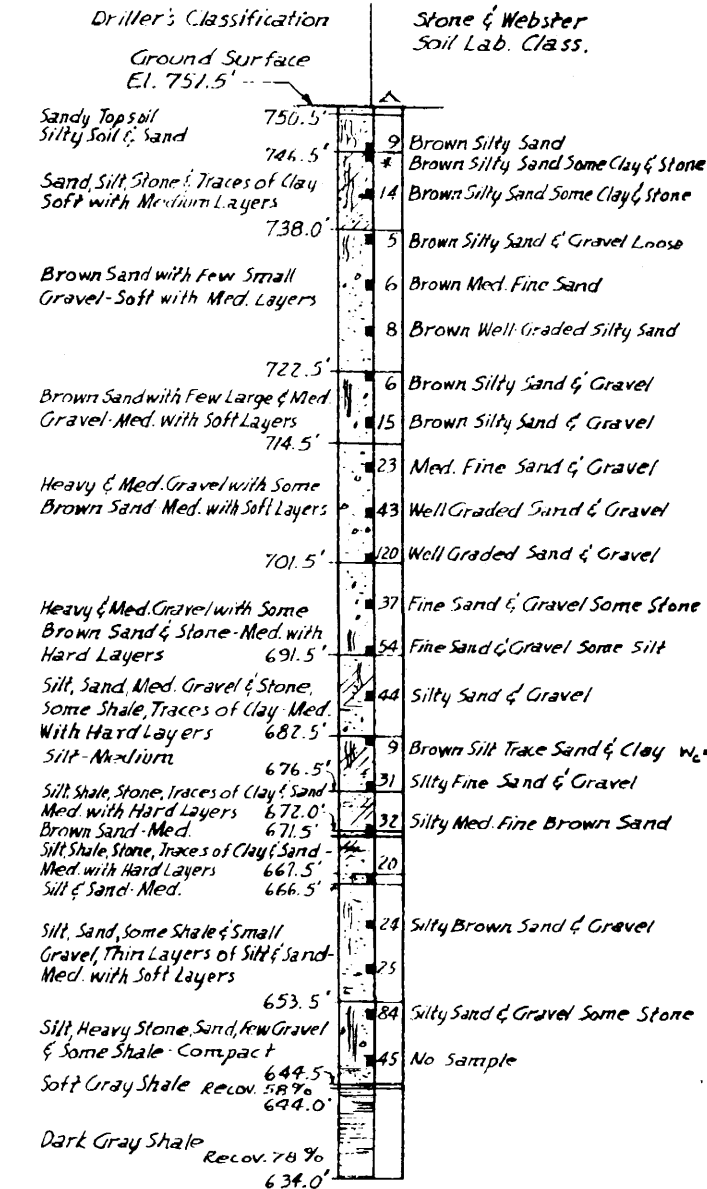 Driller's Classification
Stone & Webster
Soil Lab. Class.
Ground Surface
El. 751.5'
A
Sandy Topsoil 750.5'
Silty Soil & Sand
9 Brown Silty Sand
746.5'
* Brown Silty Sand Some Clay & Stone
Sand, Silt, Stone & Traces of Clay
Soft with Medium Layers
14 Brown Silty Sand Some Clay & Stone
738.0'
5 Brown Silty Sand & Gravel Loose
Brown Sand with Few Small
Gravel-Soft with Med. Layers
6 Brown Med. Fine Sand
8 Brown Well-Graded Silty Sand
722.5'
6 Brown Silty Sand & Gravel
Brown Sand with Few Large & Med.
Gravel-Med. with Soft Layers
15 Brown Silty Sand & Gravel
714.5'
23 Med. Fine Sand & Gravel
Heavy & Med. Gravel with Some
Brown Sand-Med. with Soft Layers
43 Well Graded Sand & Gravel
120 Well Graded Sand & Gravel
701.5'
37 Fine Sand & Gravel Some Stone
Heavy & Med. Gravel with Some
Brown Sand & Stone-Med. with
Hard Layers 691.5'
54 Fine Sand & Gravel Some Silt
Silt, Sand, Med. Gravel & Stone,
Some Shale, Traces of Clay-Med.
With Hard Layers 682.5'
44 Silty Sand & Gravel
Silt-Medium
9 Brown Silt Trace Sand & Clay Wc=
676.5'
31 Silty Fine Sand & Gravel
Silt Shale, Stone, Traces of Clay & Sand
Med. with Hard Layers 672.0'
Brown Sand-Med. 671.5'
32 Silty Med. Fine Brown Sand
Silt, Shale, Stone, Traces of Clay & Sand-
Med. with Hard Layers 667.5'
20
Silt & Sand-Med. 666.5'
24 Silty Brown Sand & Gravel
Silt, Sand, Some Shale & Small
Gravel, Thin Layers of Silt & Sand-
Med. with Soft Layers
25
653.5'
84 Silty Sand & Gravel Some Stone
Silt, Heavy Stone, Sand, Few Gravel
& Some Shale-Compact
45 No Sample
644.5'
Soft Gray Shale Recov. 58%
644.0'
Dark Gray Shale
Recov. 78%
634.0'